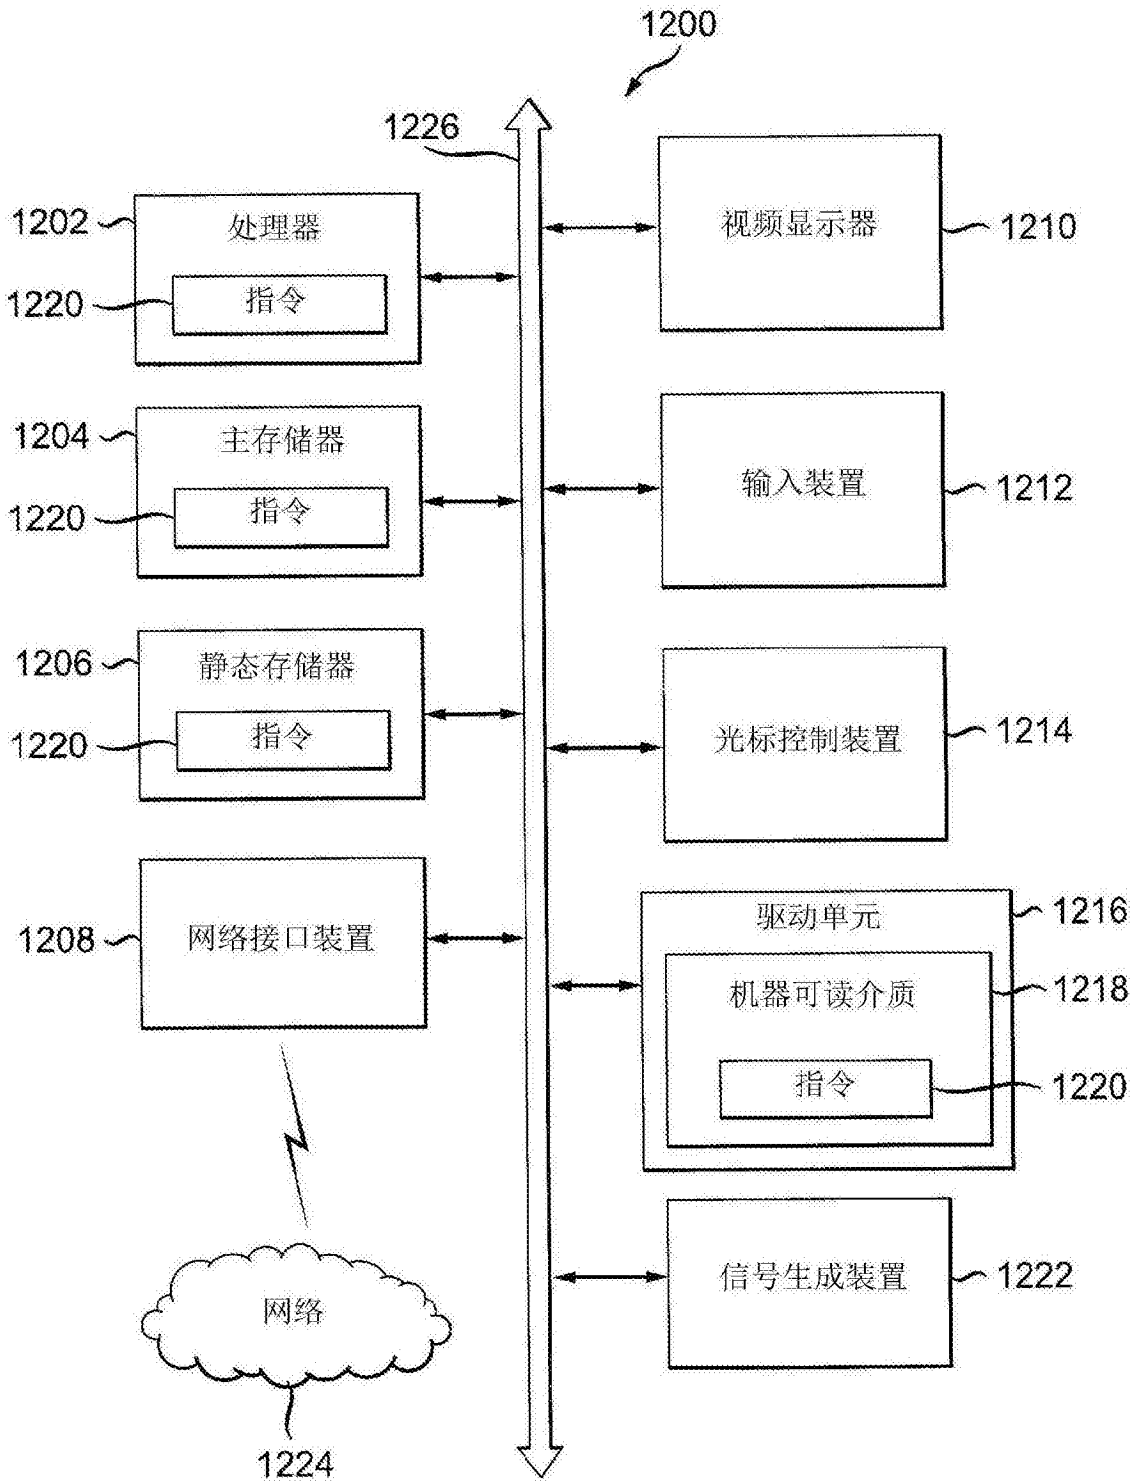 1200
1226
1202
处理器
1220
指令
1204
主存储器
1220
指令
1206
静态存储器
1220
指令
1208
网络接口装置
网络
1224
视频显示器
1210
输入装置
1212
光标控制装置
1214
驱动单元
1216
机器可读介质
1218
指令
1220
信号生成装置
1222